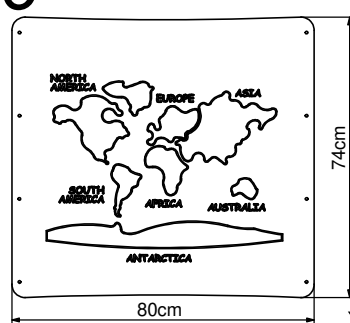 NORTH
AMERICA
EUROPE
ASIA
SOUTH
AMERICA
AFRICA
AUSTRALIA
ANTARCTICA
74cm
80cm